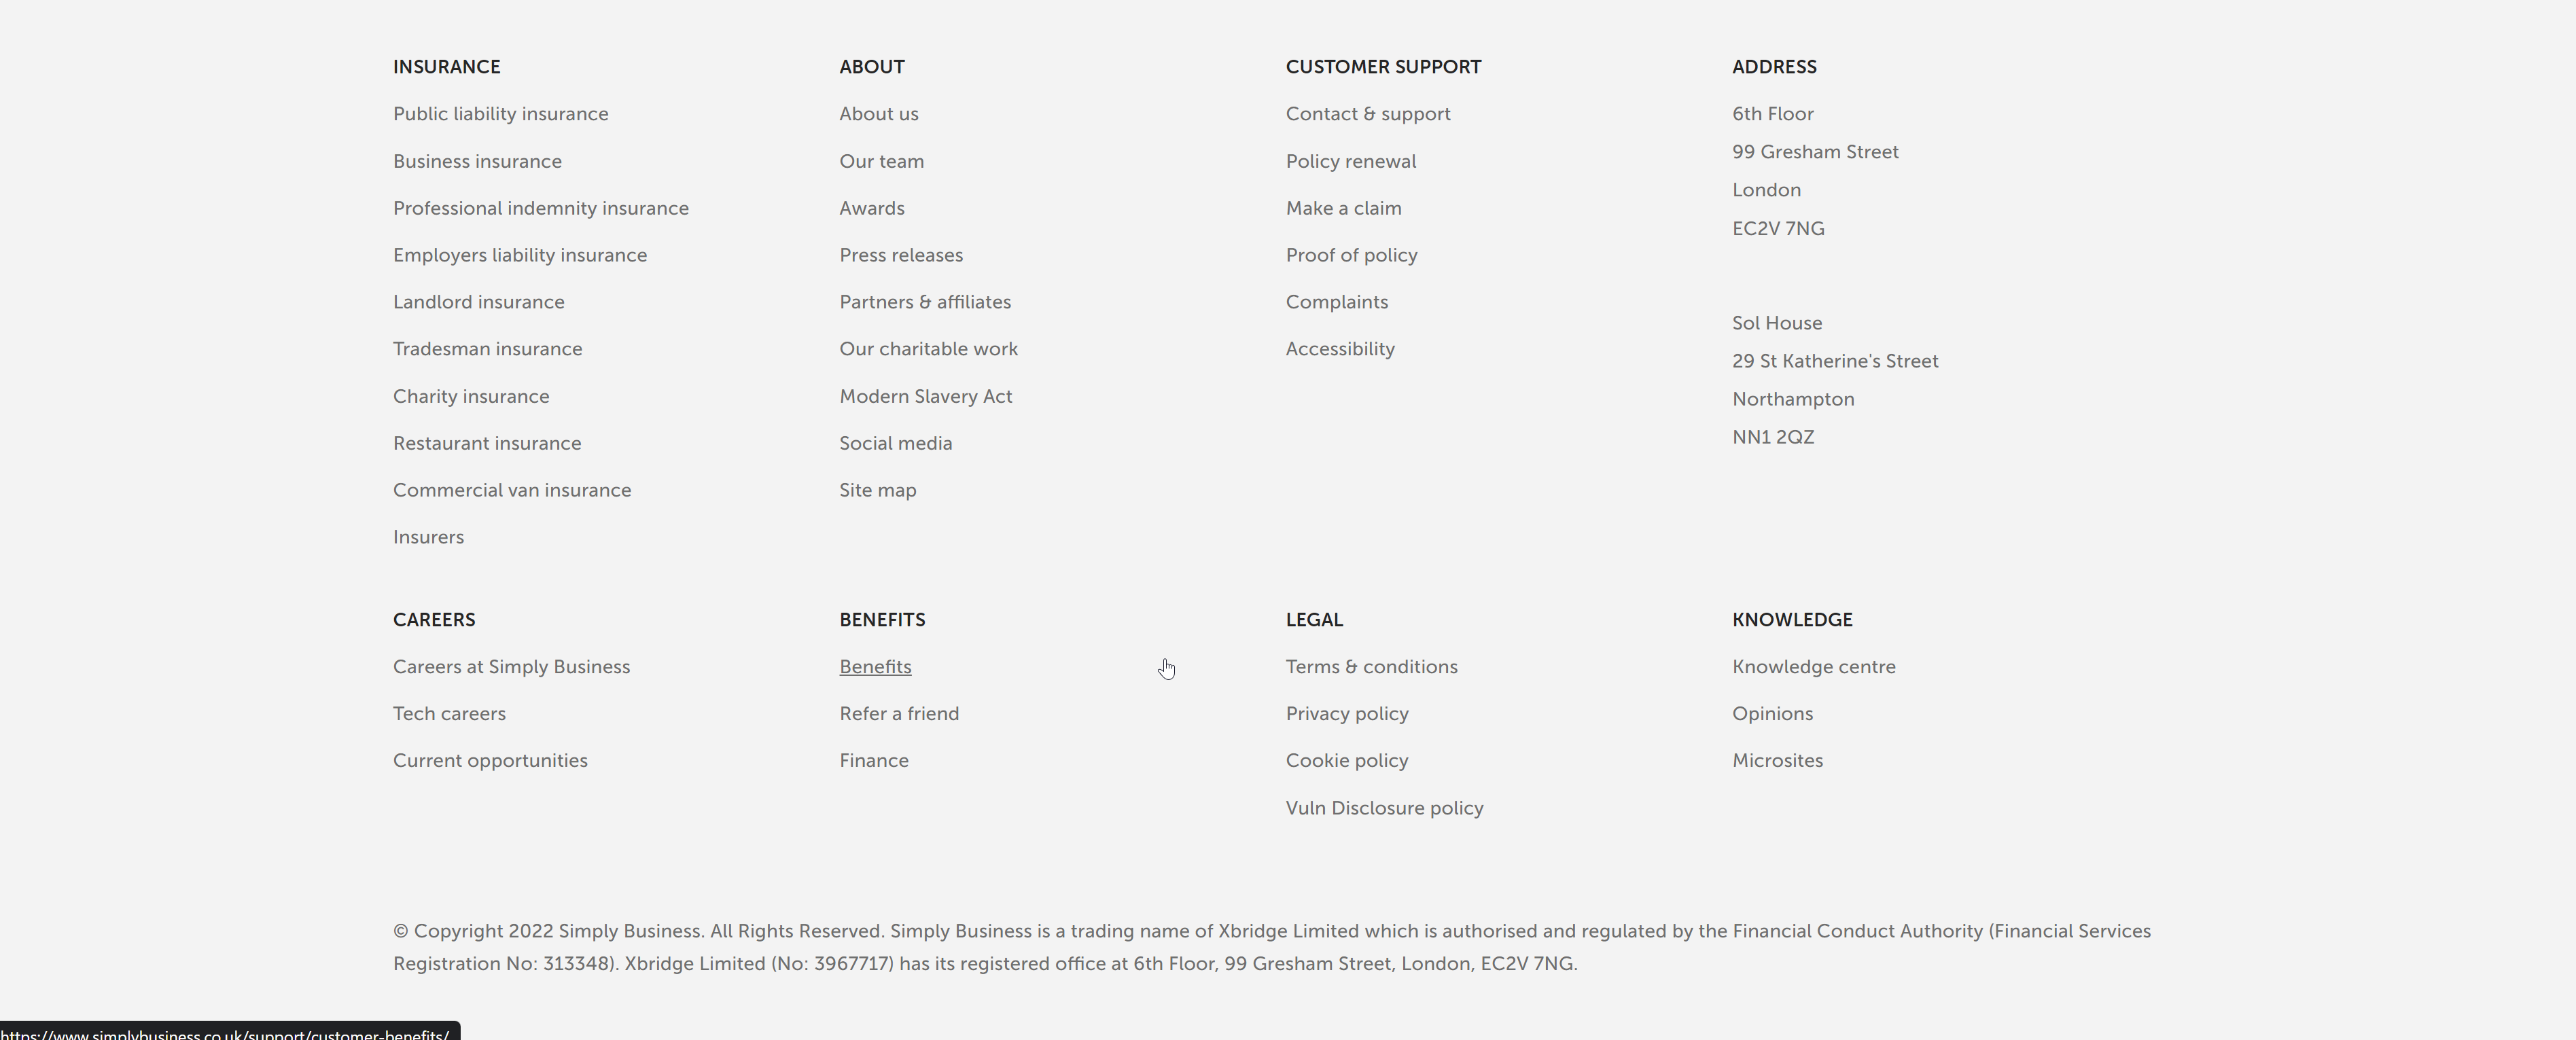 INSURANCE
Public liability insurance
Business insurance
Professional indemnity insurance
Employers liability insurance
Landlord insurance
Tradesman insurance
Charity insurance
Restaurant insurance
Commercial van insurance
Insurers
ABOUT
About us
Our team
Awards
Press releases
Partners & affiliates
Our charitable work
Modern Slavery Act
Social media
Site map
CUSTOMER SUPPORT
Contact & support
Policy renewal
Make a claim
Proof of policy
Complaints
Accessibility
ADDRESS
6th Floor
99 Gresham Street
London
EC2V 7NG
Sol House
29 St Katherine's Street
Northampton
NN1 2QZ
CAREERS
Careers at Simply Business
Tech careers
Current opportunities
BENEFITS
Benefits
Refer a friend
Finance
LEGAL
Terms & conditions
Privacy policy
Cookie policy
Vuln Disclosure policy
KNOWLEDGE
Knowledge centre
Opinions
Microsites
© Copyright 2022 Simply Business. All Rights Reserved. Simply Business is a trading name of Xbridge Limited which is authorised and regulated by the Financial Conduct Authority (Financial Services
Registration No: 313348). Xbridge Limited (No: 3967717) has its registered office at 6th Floor, 99 Gresham Street, London, EC2V 7NG.
https://www.simplybusiness.co.uk/support/customer-benefits/